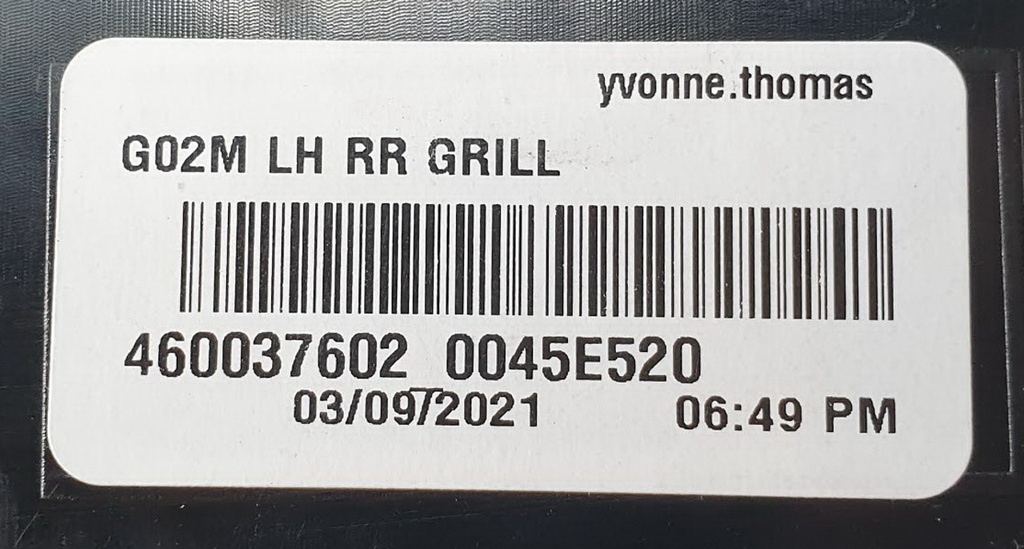 yvonne.thomas
G02M LH RR GRILL
460037602 0045E520
03/09/2021 06:49 PM